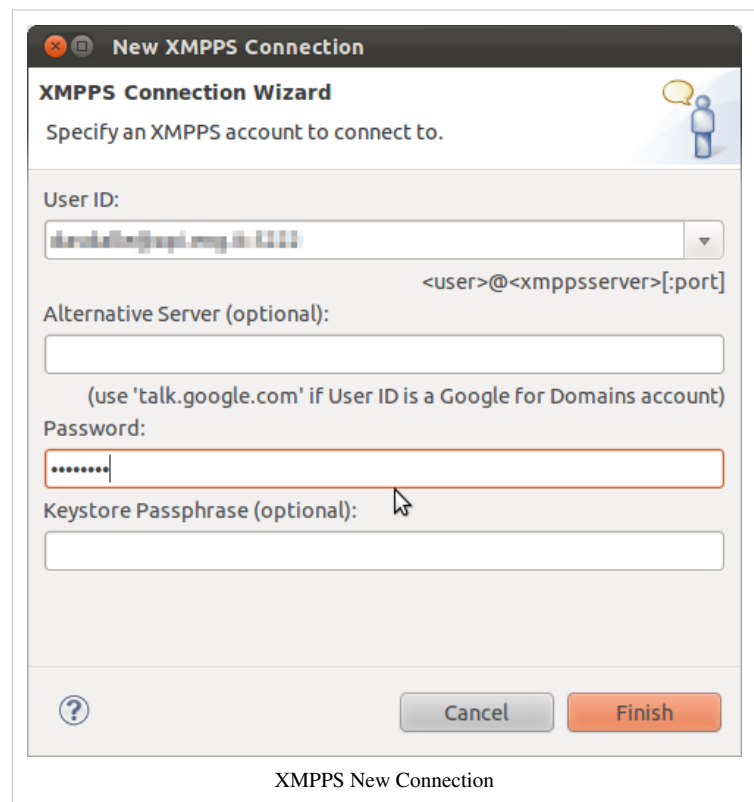 New XMPPS Connection
XMPPS Connection Wizard
Specify an XMPPS account to connect to.
User ID:
<user>@<xmppsserver>[:port]
Alternative Server (optional):
(use 'talk.google.com' if User ID is a Google for Domains account)
Password:
••••••••
Keystore Passphrase (optional):
Cancel
Finish
XMPPS New Connection